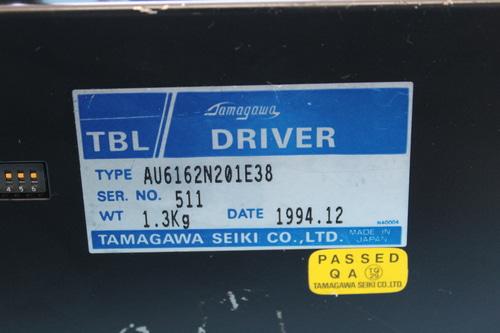 Tamagawa
TBL DRIVER
TYPE AU6162N201E38
SER. NO. 511
WT 1.3Kg DATE 1994.12
NA0004
TAMAGAWA SEIKI CO., LTD. MADE IN JAPAN
PASSED
QA
TAMAGAWA SEIKI CO.LTD.
4 5 6